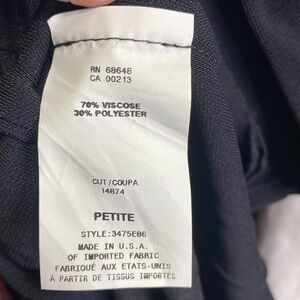 RN 68648
CA 00213
70% VISCOSE
30% POLYESTER
CUT/COUPA
14874
PETITE
STYLE:3475E86
MADE IN U.S.A.
OF IMPORTED FABRIC
FABRIQUÉ AUX ETATS-UNIS
A PARTIR DE TISSUS IMPORTÉS